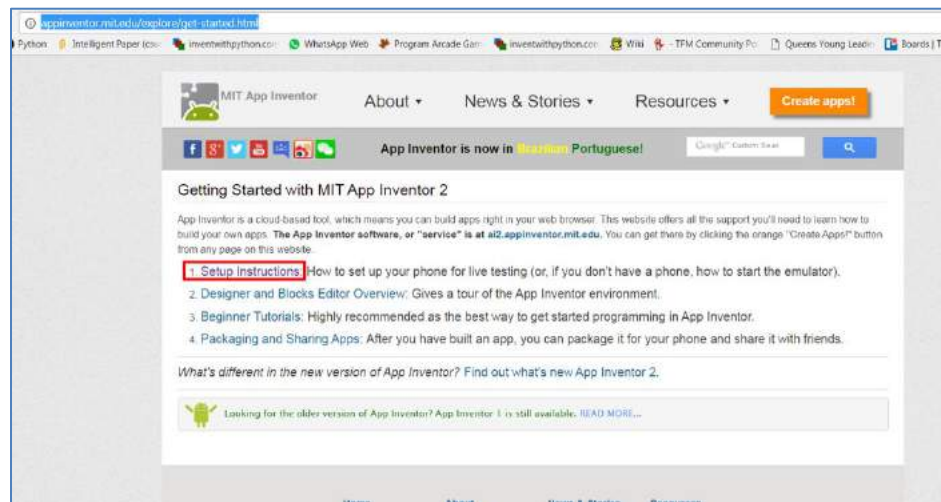 appinventor.mit.edu/explore/get-started.html
Python Intelligent Paper inventwithpython.co WhatsApp Web Program Arcade Gam inventwithpython.co Wiki - TFM Community Po Queens Young Leade Boards | T
MIT App Inventor About News & Stories Resources Create apps!
App Inventor is now in Brazilian Portuguese! Google Custom
Getting Started with MIT App Inventor 2
App Inventor is a cloud-based tool, which means you can build apps right in your web browser. This website offers all the support you'll need to learn how to
build your own apps. The App Inventor software, or "service" is at ai2.appinventor.mit.edu. You can get there by clicking the orange "Create Apps!" button
from any page on this website.
1. Setup Instructions: How to set up your phone for live testing (or, if you don't have a phone, how to start the emulator).
2. Designer and Blocks Editor Overview: Gives a tour of the App Inventor environment.
3. Beginner Tutorials: Highly recommended as the best way to get started programming in App Inventor.
4. Packaging and Sharing Apps: After you have built an app, you can package it for your phone and share it with friends.
What's different in the new version of App Inventor? Find out what's new App Inventor 2.
Looking for the older version of App Inventor? App Inventor 1 is still available. READ MORE...